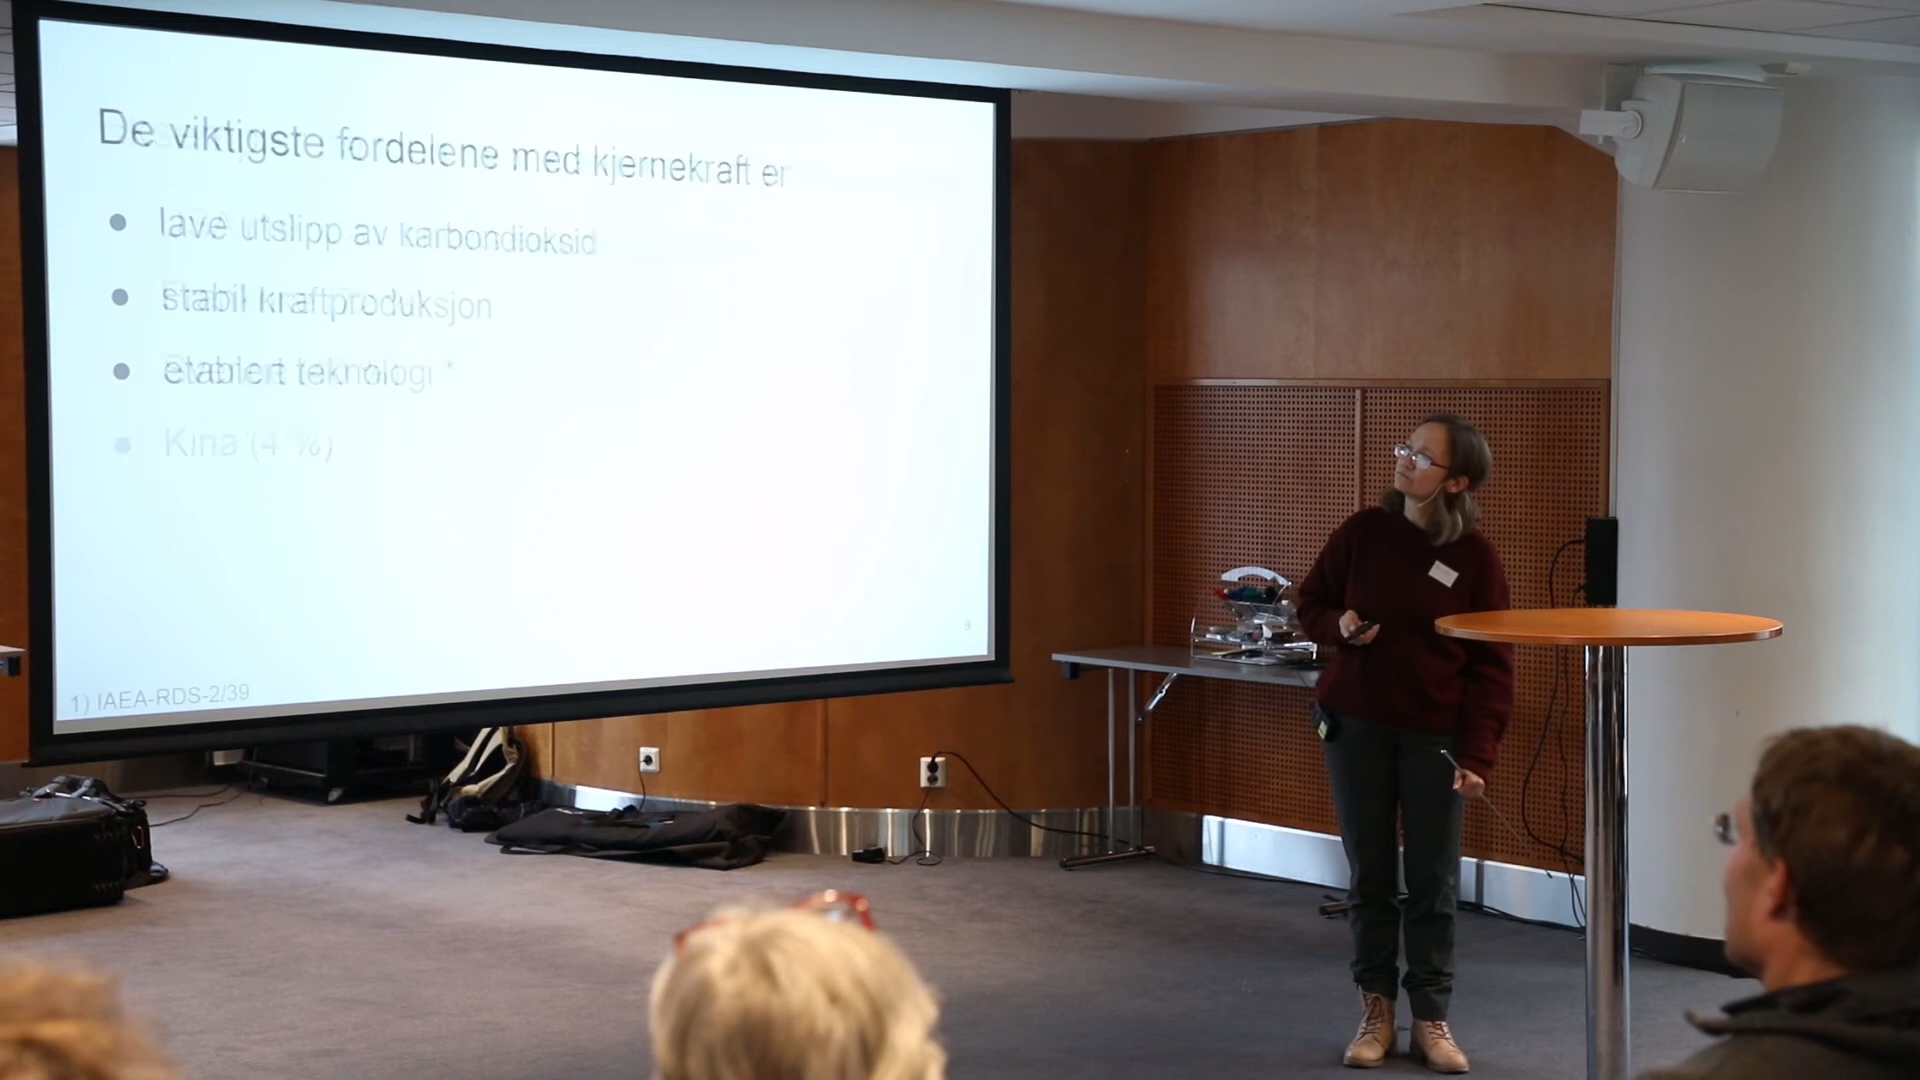 De viktigste fordelene med kjernekraft er
lave utslipp av karbondioksid
stabil kraftproduksjon
etablert teknologi *
Kina (4 %)
9
1) IAEA-RDS-2/39